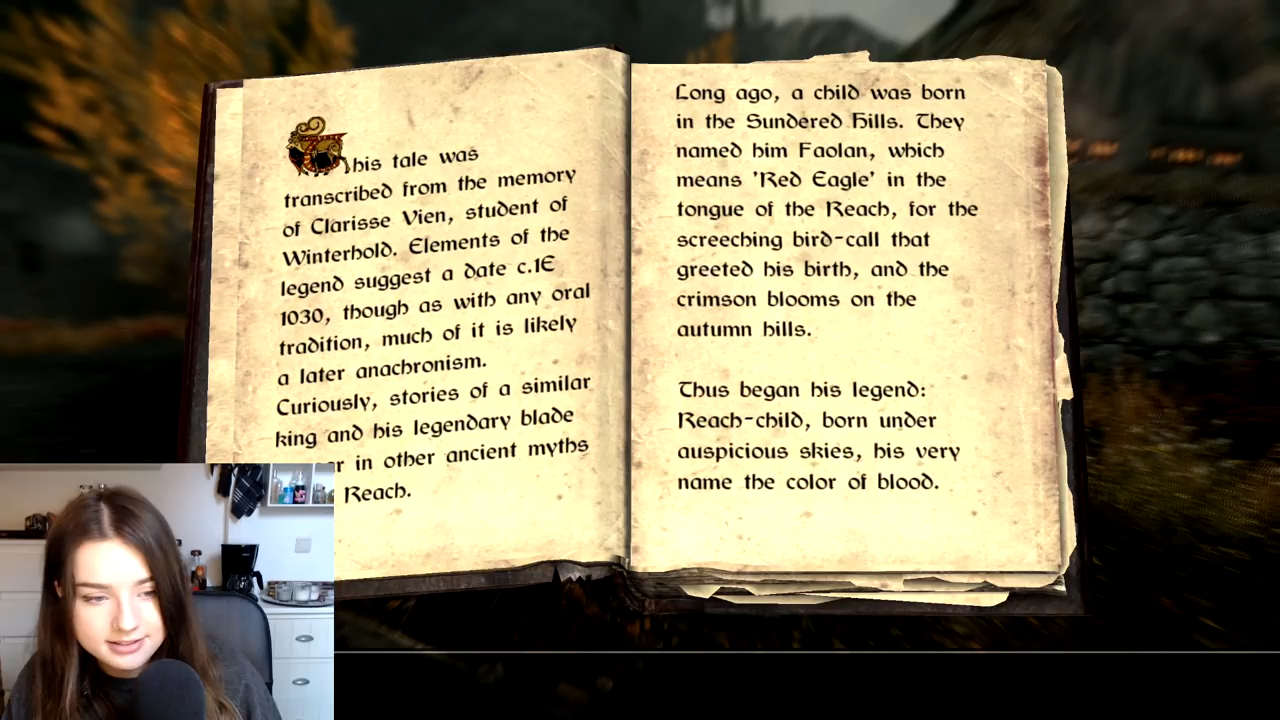 This tale was
transcribed from the memory
of Clarisse Vien, student of
Winterhold. Elements of the
legend suggest a date c.1E
1030, though as with any oral
tradition, much of it is likely
a later anachronism.
Curiously, stories of a similar
king and his legendary blade
in other ancient myths
Reach.
Long ago, a child was born
in the Sundered Hills. They
named him Faolan, which
means 'Red Eagle' in the
tongue of the Reach, for the
screeching bird-call that
greeted his birth, and the
crimson blooms on the
autumn hills.
Thus began his legend:
Reach-child, born under
auspicious skies, his very
name the color of blood.